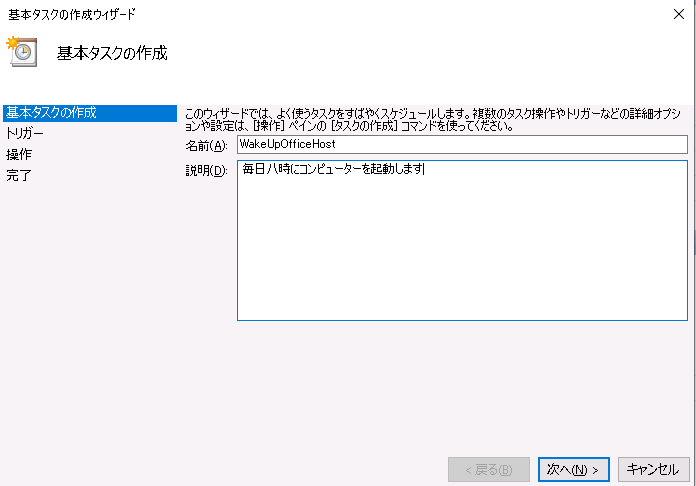 基本タスクの作成ウィザード
基本タスクの作成
基本タスクの作成
トリガー
操作
完了
このウィザードでは、よく使うタスクをすばやくスケジュールします。複数のタスク操作やトリガーなどの詳細オプシ
ョンや設定は、[操作] ペインの [タスクの作成] コマンドを使ってください。
名前(A): WakeUpOfficeHost
説明(D): 毎日八時にコンピューターを起動します
< 戻る(B) 次へ(N) > キャンセル